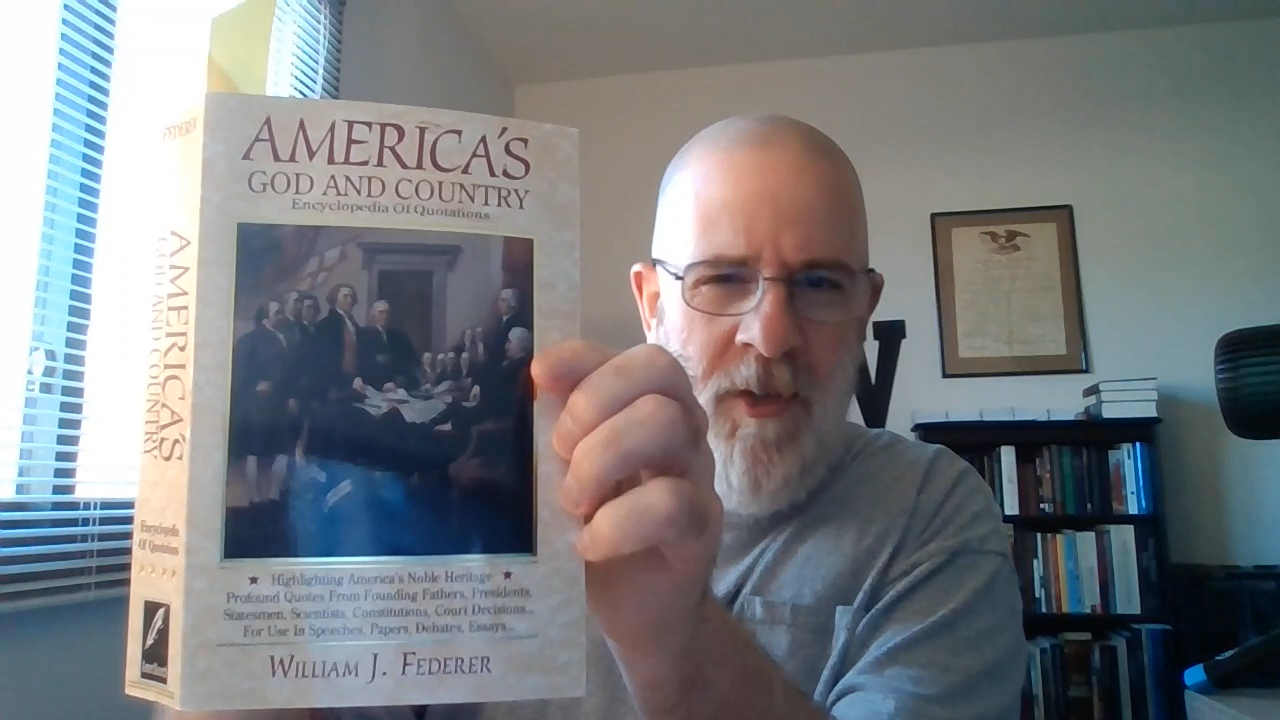 AMERICA'S
GOD AND COUNTRY
Encyclopedia Of Quotations
★ Highlighting America's Noble Heritage ★
Profound Quotes From Founding Fathers, Presidents,
Statesmen, Scientists, Constitutions, Court Decisions...
For Use In Speeches, Papers, Debates, Essays...
WILLIAM J. FEDERER
FEDERER
AMERICA'S
GOD AND COUNTRY
Encyclopedia
Of Quotations